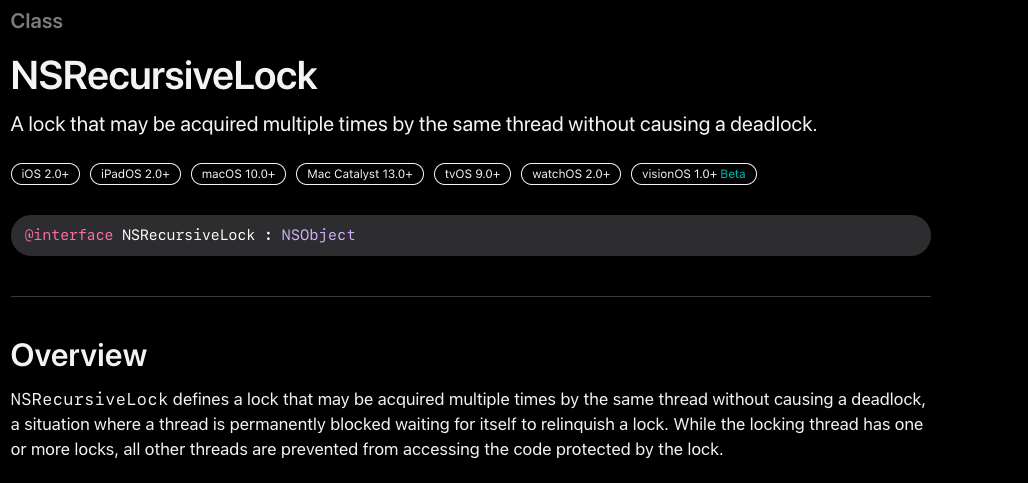 Class
NSRecursiveLock
A lock that may be acquired multiple times by the same thread without causing a deadlock.
iOS 2.0+ iPadOS 2.0+ macOS 10.0+ Mac Catalyst 13.0+ tvOS 9.0+ watchOS 2.0+ visionOS 1.0+ Beta
@interface NSRecursiveLock : NSObject
Overview
NSRecursiveLock defines a lock that may be acquired multiple times by the same thread without causing a deadlock,
a situation where a thread is permanently blocked waiting for itself to relinquish a lock. While the locking thread has one
or more locks, all other threads are prevented from accessing the code protected by the lock.